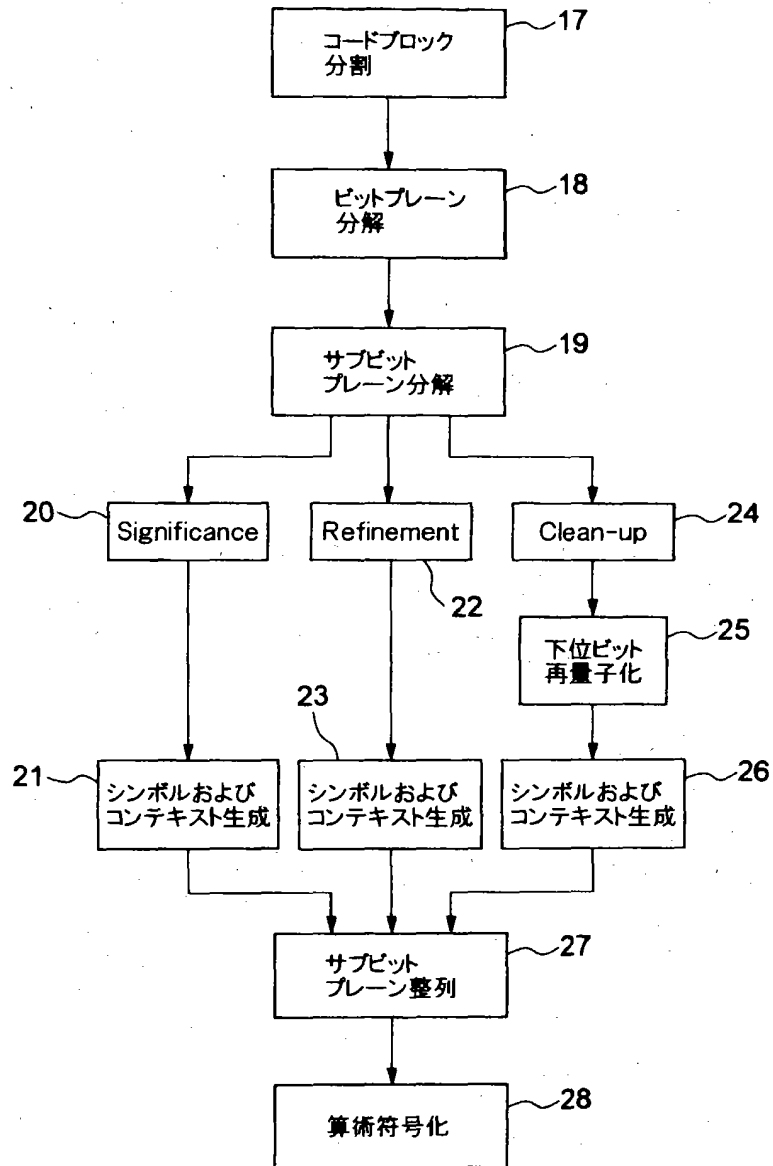 コードブロック
分割
17
ビットプレーン
分解
18
サブビット
プレーン分解
19
20
Significance
Refinement
22
Clean-up
24
下位ビット
再量子化
25
21
シンボルおよび
コンテキスト生成
23
シンボルおよび
コンテキスト生成
シンボルおよび
コンテキスト生成
26
サブビット
プレーン整列
27
算術符号化
28